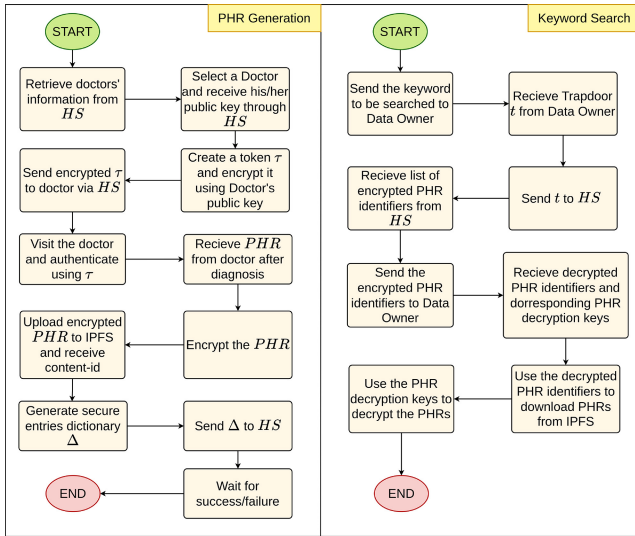 PHR Generation
START
Retrieve doctors'
information from
HS
Select a Doctor
and receive his/her
public key through
HS
Create a token τ
and encrypt it
using Doctor's
public key
Send encrypted τ
to doctor via HS
Visit the doctor
and authenticate
using τ
Recieve PHR
from doctor after
diagnosis
Encrypt the PHR
Upload encrypted
PHR to IPFS
and receive
content-id
Generate secure
entries dictionary
Δ
Send Δ to HS
Wait for
success/failure
END
Keyword Search
START
Send the keyword
to be searched to
Data Owner
Recieve Trapdoor
t from Data Owner
Send t to HS
Recieve list of
encrypted PHR
identifiers from
HS
Send the
encrypted PHR
identifiers to Data
Owner
Recieve decrypted
PHR identifiers and
dorresponding PHR
decryption keys
Use the decrypted
PHR identifiers to
download PHRs
from IPFS
Use the PHR
decryption keys to
decrypt the PHRs
END